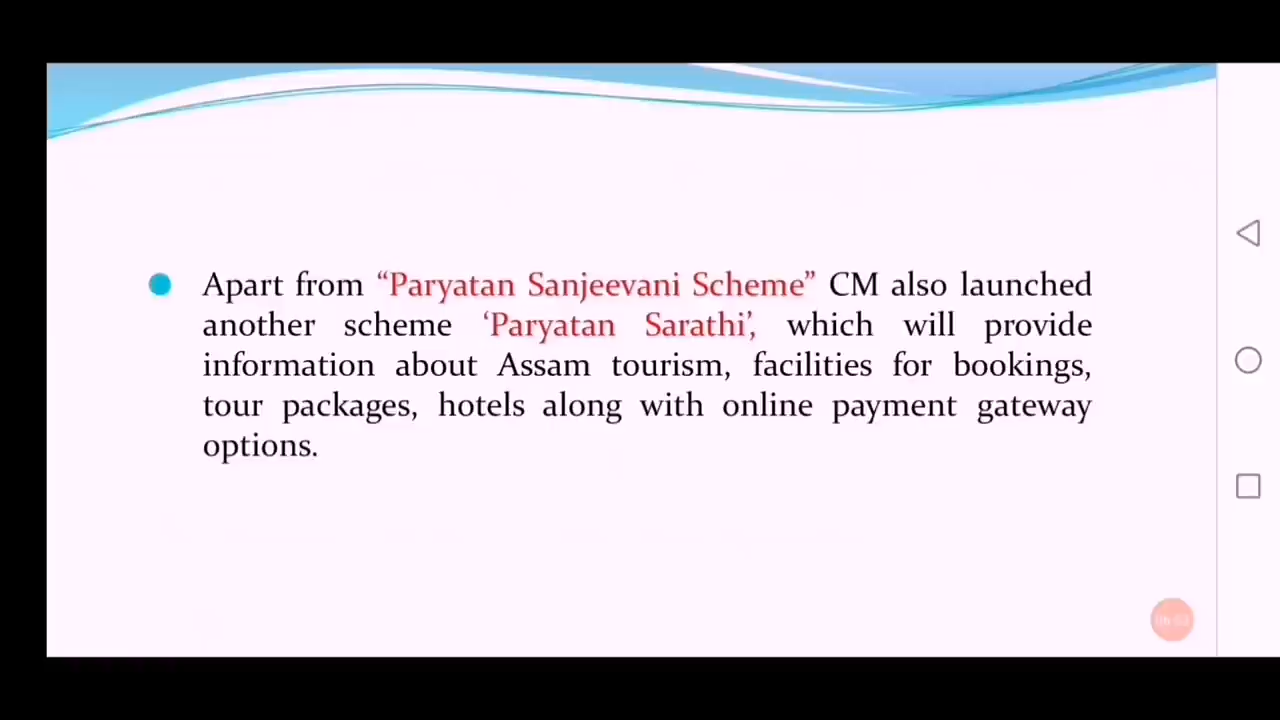 Apart from “Paryatan Sanjeevani Scheme” CM also launched
another scheme ‘Paryatan Sarathi’, which will provide
information about Assam tourism, facilities for bookings,
tour packages, hotels along with online payment gateway
options.